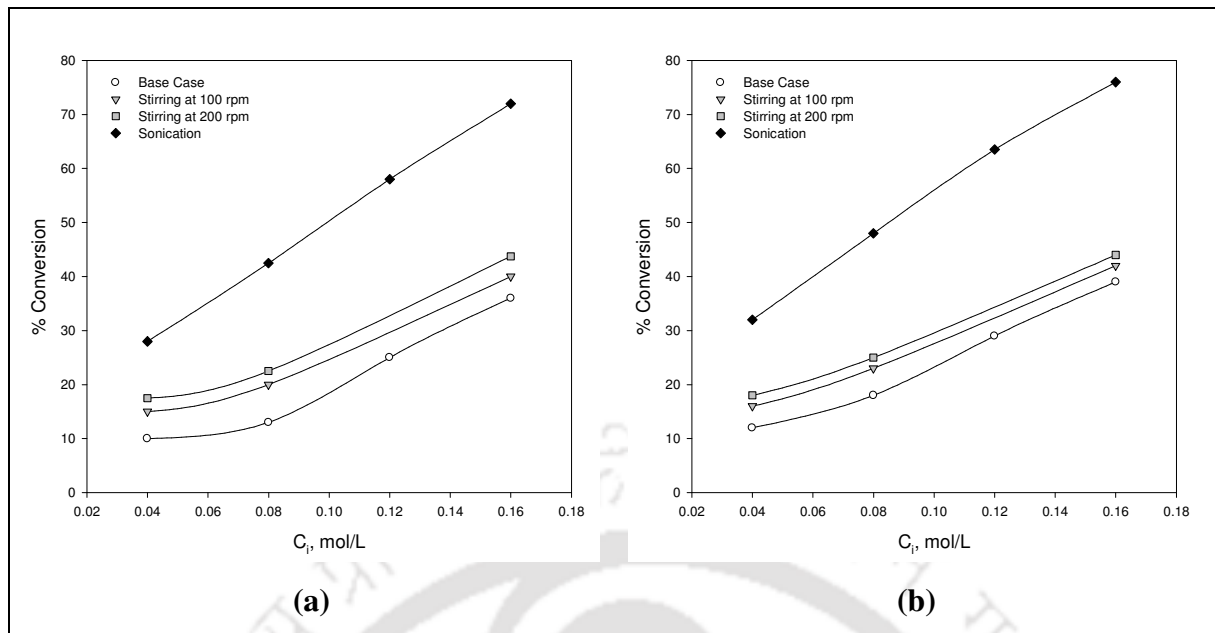 80
70
60
50
40
30
20
10
0
% Conversion
Base Case
Stirring at 100 rpm
Stirring at 200 rpm
Sonication
0.02 0.04 0.06 0.08 0.10 0.12 0.14 0.16 0.18
Ci, mol/L
(a)
80
70
60
50
40
30
20
10
0
% Conversion
Base Case
Stirring at 100 rpm
Stirring at 200 rpm
Sonication
0.02 0.04 0.06 0.08 0.10 0.12 0.14 0.16 0.18
Ci, mol/L
(b)